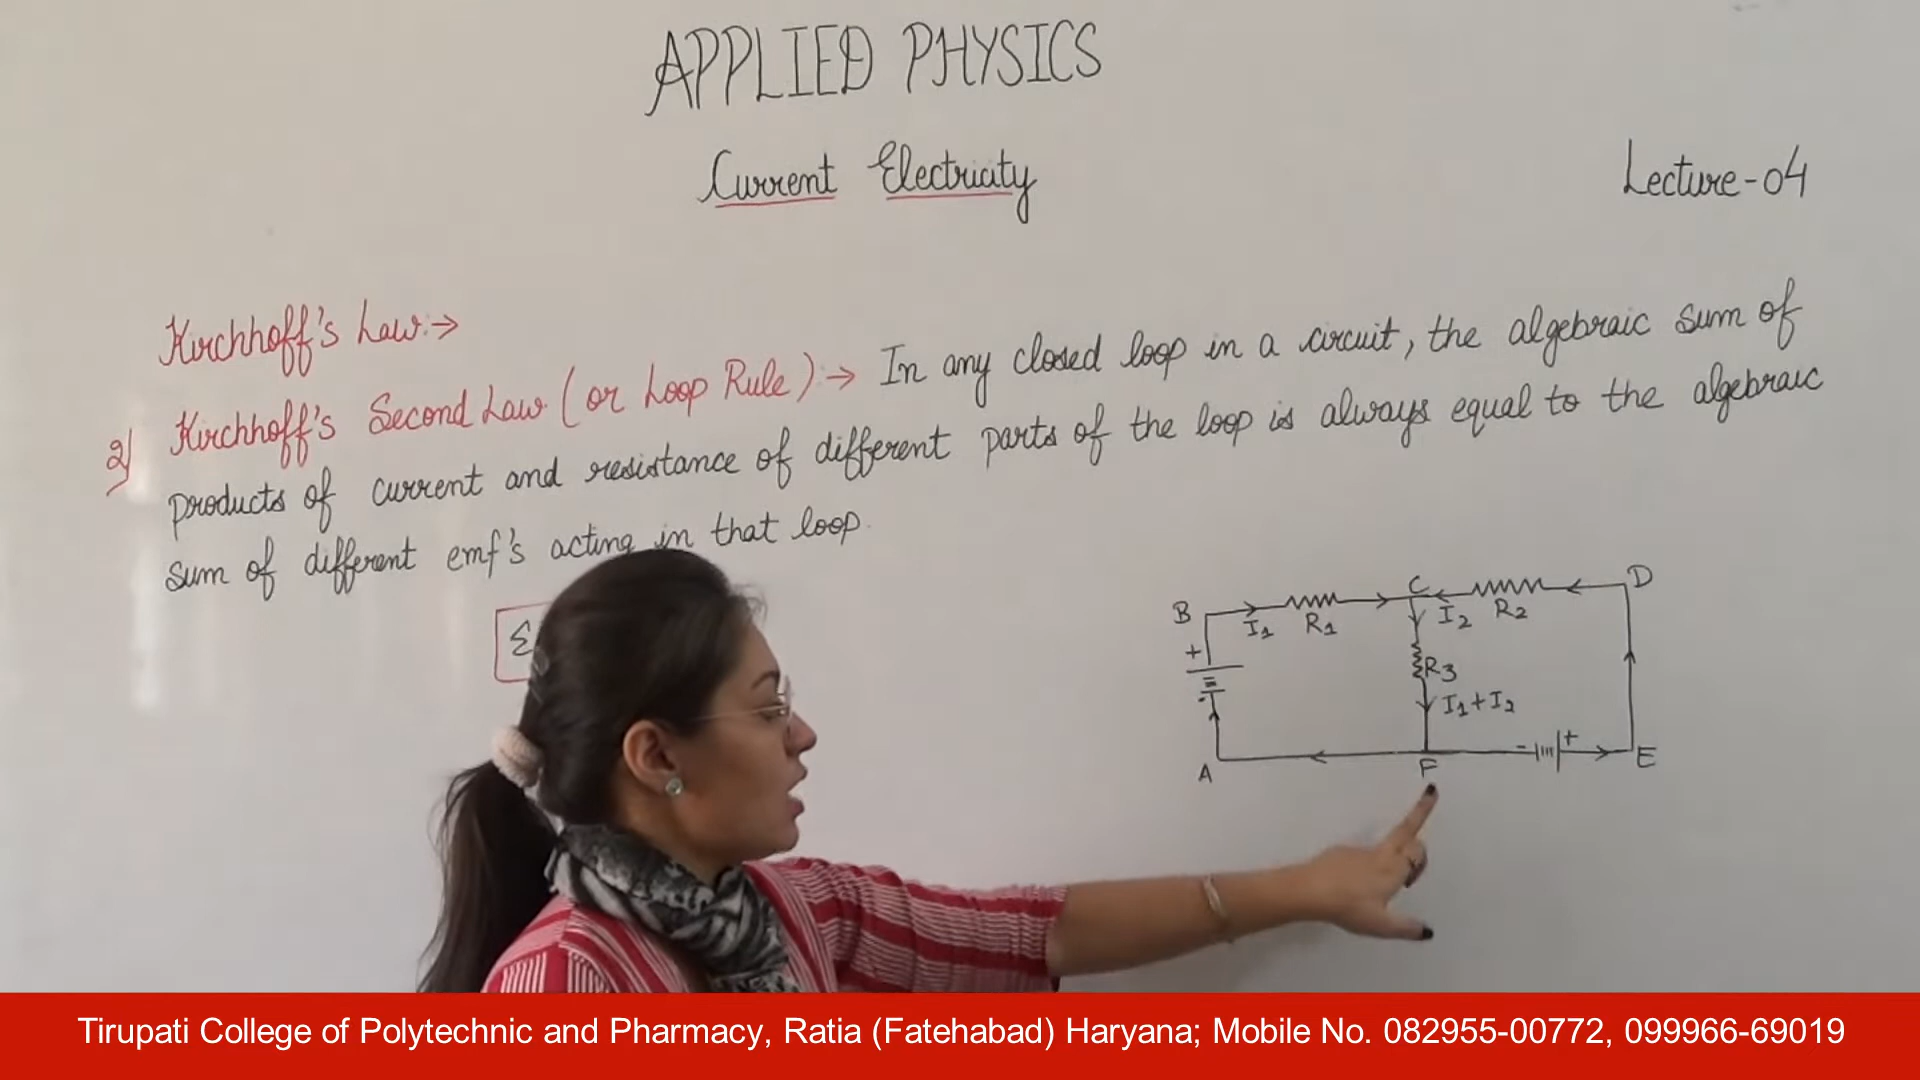 APPLIED PHYSICS
Current Electricity
Lecture-04
Kirchhoff's Law:→
2) Kirchhoff's Second Law (or Loop Rule):→ In any closed loop in a circuit, the algebraic sum of
products of current and resistance of different parts of the loop is always equal to the algebraic
sum of different emf's acting in that loop.
Σ
B I1 R1 C I2 R2 D
+
R3
-
I1+I2
- +
A F E
Tirupati College of Polytechnic and Pharmacy, Ratia (Fatehabad) Haryana; Mobile No. 082955-00772, 099966-69019